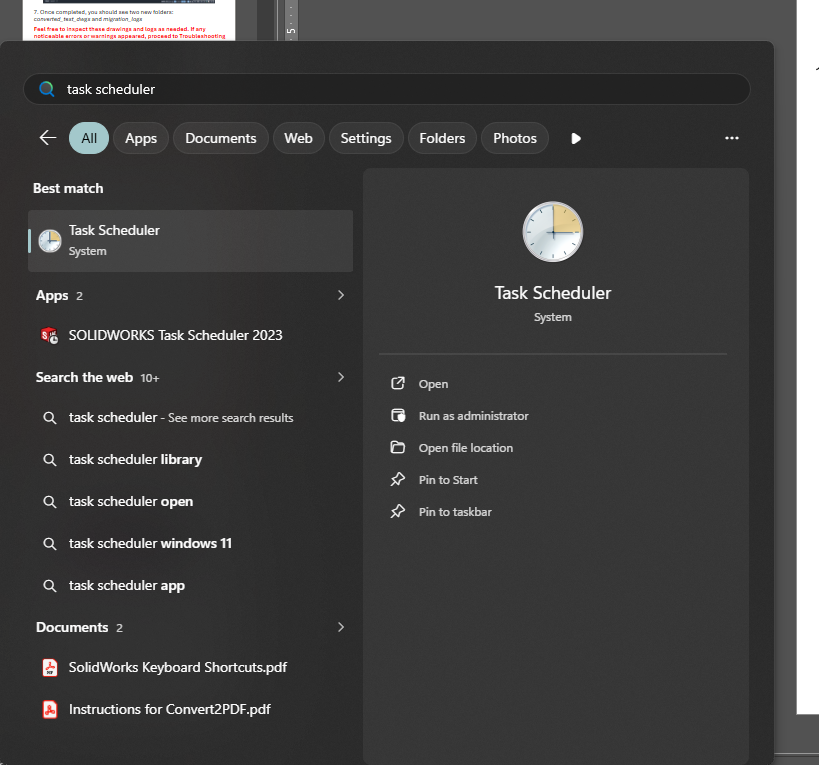 7. Once completed, you should see two new folders:
converted_test_dwgs and migration_logs
Feel free to inspect these drawings and logs as needed. If any
noticeable errors or warnings appeared, proceed to Troubleshooting
5
task scheduler
All
Apps
Documents
Web
Settings
Folders
Photos
Best match
Task Scheduler
System
Apps 2
SOLIDWORKS Task Scheduler 2023
Search the web 10+
task scheduler - See more search results
task scheduler library
task scheduler open
task scheduler windows 11
task scheduler app
Documents 2
SolidWorks Keyboard Shortcuts.pdf
Instructions for Convert2PDF.pdf
Task Scheduler
System
Open
Run as administrator
Open file location
Pin to Start
Pin to taskbar